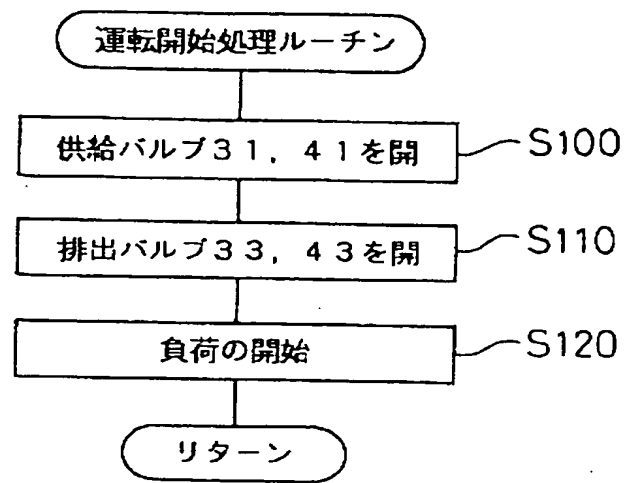 運転開始処理ルーチン
供給バルブ31，41を開
S100
排出バルブ33，43を開
S110
負荷の開始
S120
リターン